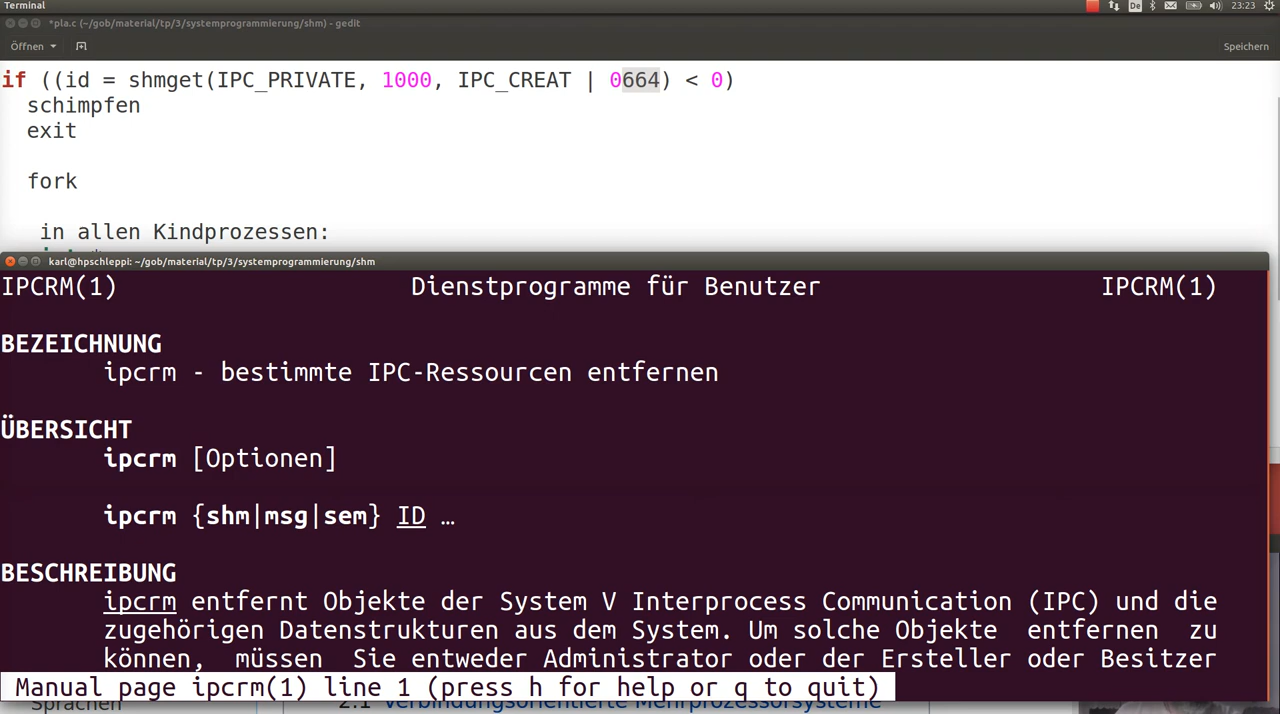 Terminal
De
23:23
*pla.c (~/gob/material/tp/3/systemprogrammierung/shm) - gedit
Öffnen
Speichern
if ((id = shmget(IPC_PRIVATE, 1000, IPC_CREAT | 0664) < 0)
schimpfen
exit
fork
in allen Kindprozessen:
karl@hpschleppi: ~/gob/material/tp/3/systemprogrammierung/shm
IPCRM(1) Dienstprogramme für Benutzer IPCRM(1)
BEZEICHNUNG
ipcrm - bestimmte IPC-Ressourcen entfernen
ÜBERSICHT
ipcrm [Optionen]
ipcrm {shm|msg|sem} ID …
BESCHREIBUNG
ipcrm entfernt Objekte der System V Interprocess Communication (IPC) und die
zugehörigen Datenstrukturen aus dem System. Um solche Objekte entfernen zu
können, müssen Sie entweder Administrator oder der Ersteller oder Besitzer
Manual page ipcrm(1) line 1 (press h for help or q to quit)
Sprachen 2.1 Verbindungsorientierte Mehrprozessorsysteme